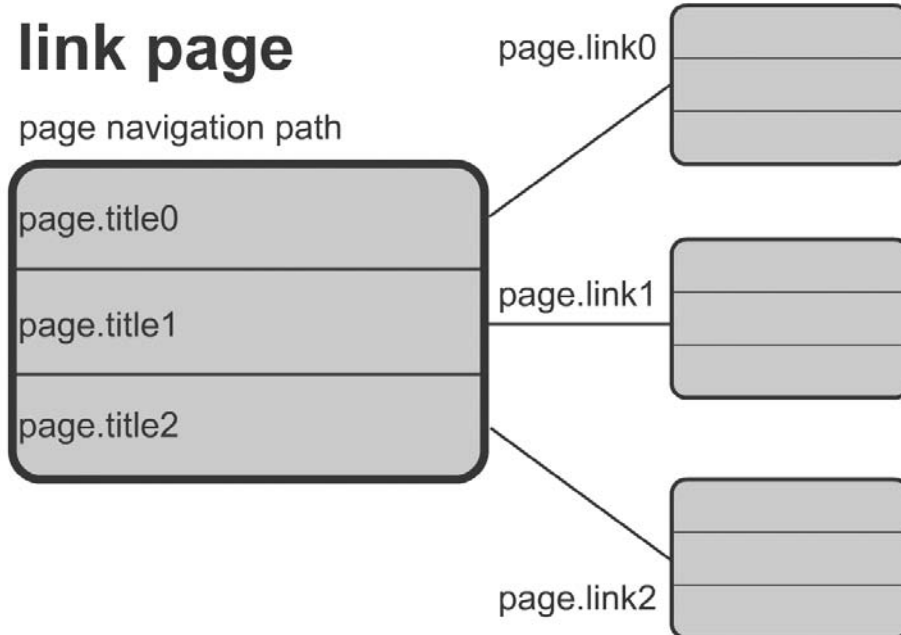 link page
page navigation path
page.title0
page.title1
page.title2
page.link0
page.link1
page.link2